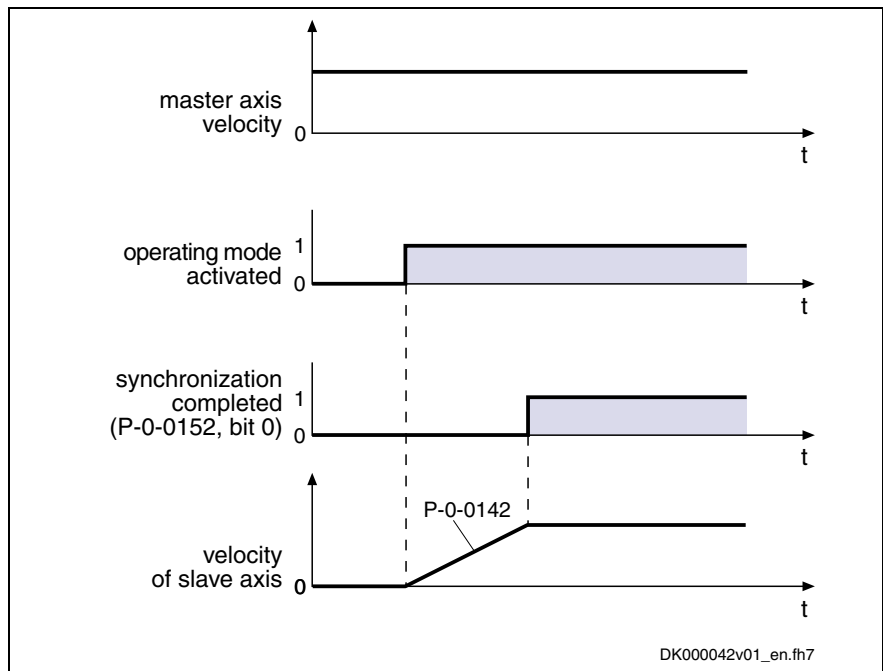 master axis
velocity
0
t
operating mode
activated
1
0
t
synchronization
completed
(P-0-0152, bit 0)
1
0
t
P-0-0142
velocity
of slave axis
0
t
DK000042v01_en.fh7